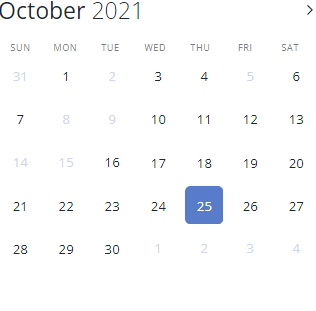 October 2021
SUN MON TUE WED THU FRI SAT
31 1 2 3 4 5 6
7 8 9 10 11 12 13
14 15 16 17 18 19 20
21 22 23 24 25 26 27
28 29 30 1 2 3 4